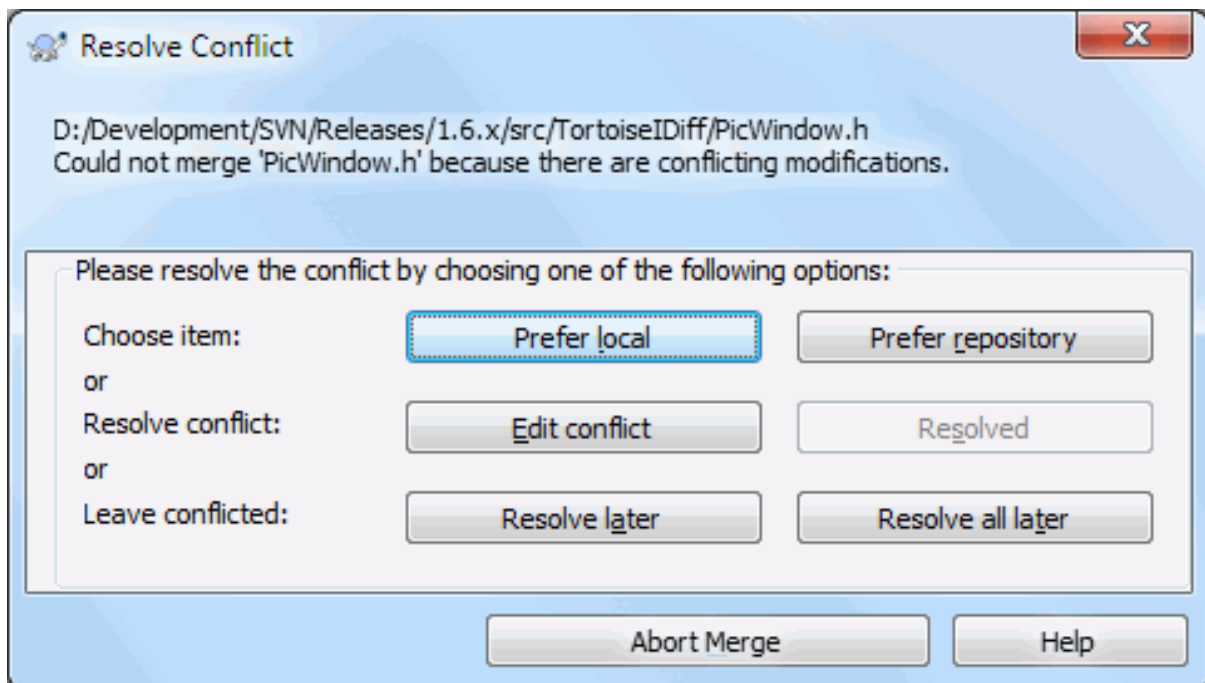 Resolve Conflict
D:/Development/SVN/Releases/1.6.x/src/TortoiseIDiff/PicWindow.h
Could not merge 'PicWindow.h' because there are conflicting modifications.
Please resolve the conflict by choosing one of the following options:
Choose item: Prefer local Prefer repository
or
Resolve conflict: Edit conflict Resolved
or
Leave conflicted: Resolve later Resolve all later
Abort Merge Help